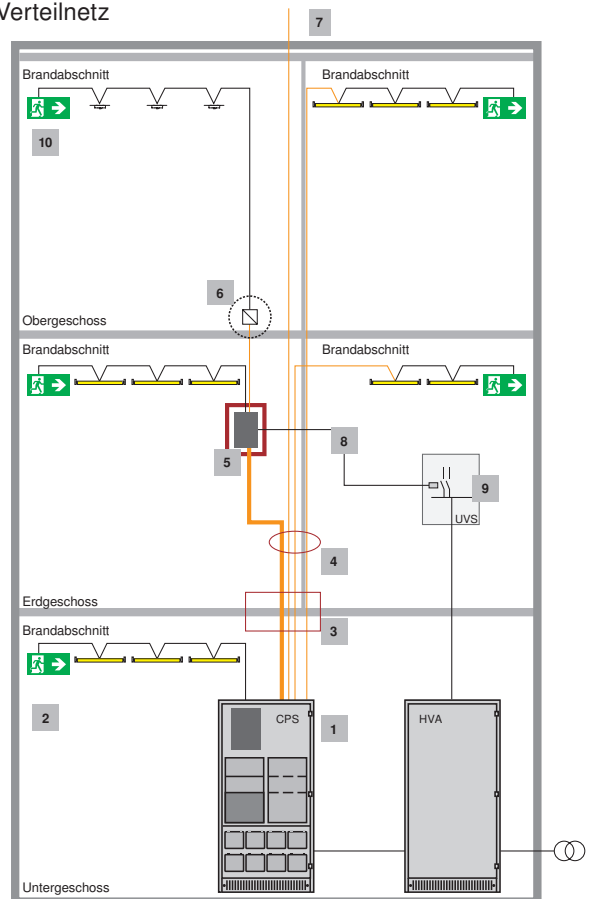 Verteilnetz
7
Brandabschnitt
Brandabschnitt
10
6
Obergeschoss
Brandabschnitt
Brandabschnitt
8
5
9
UVS
4
Erdgeschoss
Brandabschnitt
3
2
CPS
1
HVA
Untergeschoss